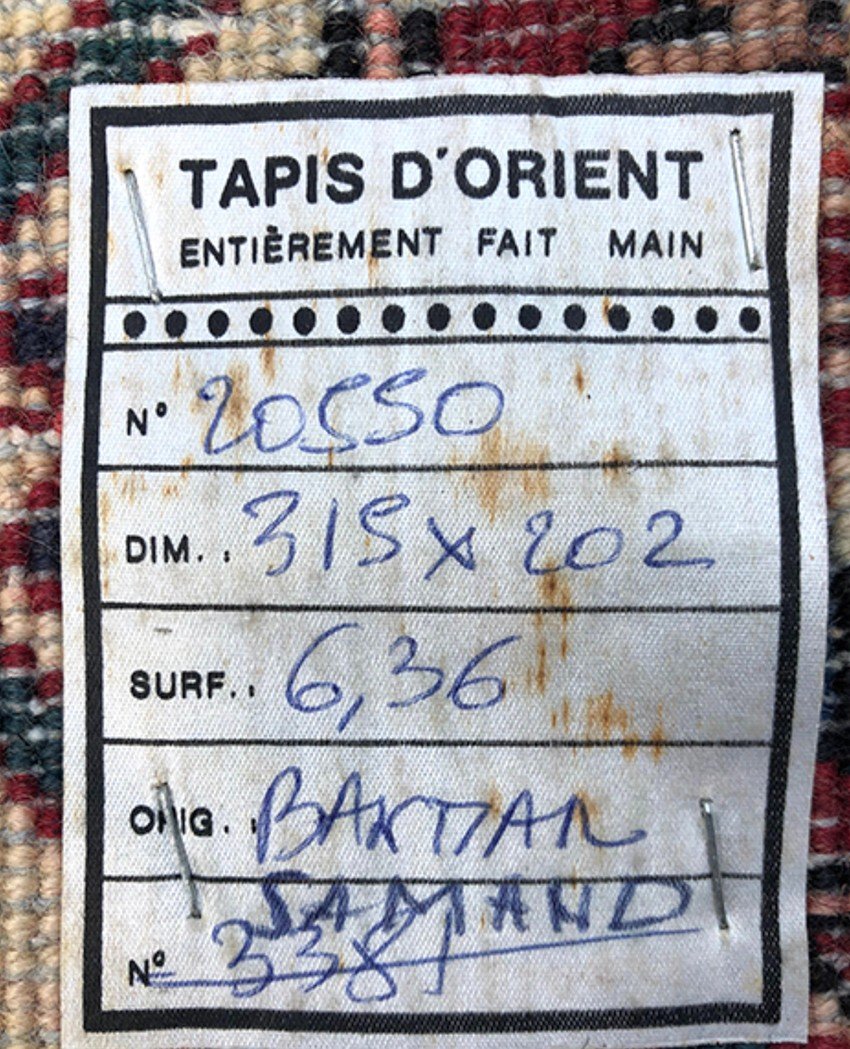 TAPIS D'ORIENT
ENTIÈREMENT FAIT MAIN
N° 20550
DIM. : 315 x 202
SURF. : 6,36
ORIG. : BAKTIAR
SAMAND
N° 3381